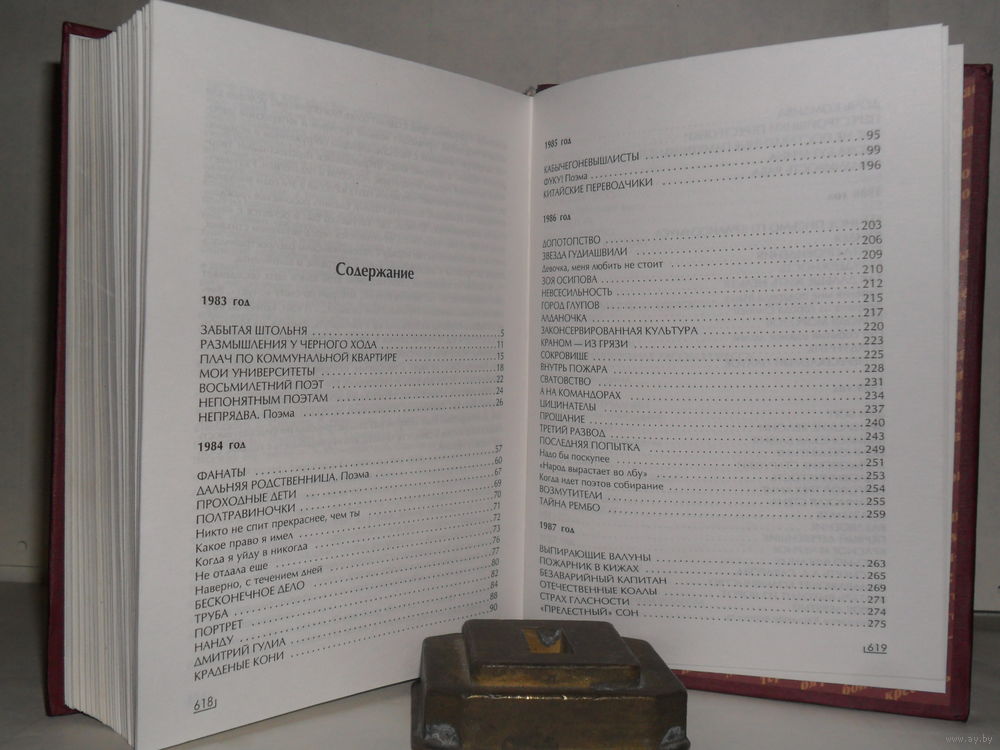 Содержание
1983 год
ЗАБЫТАЯ ШТОЛЬНЯ 5
РАЗМЫШЛЕНИЯ У ЧЕРНОГО ХОДА 11
ПЛАЧ ПО КОММУНАЛЬНОЙ КВАРТИРЕ 15
МОИ УНИВЕРСИТЕТЫ 18
ВОСЬМИЛЕТНИЙ ПОЭТ 22
НЕПОНЯТНЫМ ПОЭТАМ 24
НЕПРЯДВА. Поэма 26
1984 год
ФАНАТЫ 57
ДАЛЬНЯЯ РОДСТВЕННИЦА. Поэма 60
ПРОХОДНЫЕ ДЕТИ 67
ПОЛТРАВИНОЧКИ 69
Никто не спит прекраснее, чем ты 70
Какое право я имел 71
Когда я уйду в никогда 72
Не отдала еще 73
Наверно, с течением дней 76
БЕСКОНЕЧНОЕ ДЕЛО 77
ТРУБА 80
ПОРТРЕТ 82
НАНДУ 84
ДМИТРИЙ ГУЛИА 88
КРАДЕНЫЕ КОНИ 90
618
1985 год
КАБЫЧЕГОНЕВЫШЛИСТЫ 95
ФУКУ! Поэма 99
КИТАЙСКИЕ ПЕРЕВОДЧИКИ 196
1986 год
ДОПОТОПСТВО 203
ЗВЕЗДА ГУДИАШВИЛИ 206
Девочка, меня любить не стоит 209
ЗОЯ ОСИПОВА 210
НЕВСЕСИЛЬНОСТЬ 212
ГОРОД ГЛУПОВ 215
АЛДАНОЧКА 217
ЗАКОНСЕРВИРОВАННАЯ КУЛЬТУРА 220
КРАНОМ — ИЗ ГРЯЗИ 223
СОКРОВИЩЕ 225
ВНУТРЬ ПОЖАРА 228
СВАТОВСТВО 231
А НА КОМАНДОРАХ 234
ЦИЦИНАТЕЛЫ 237
ПРОЩАНИЕ 240
ТРЕТИЙ РАЗВОД 243
ПОСЛЕДНЯЯ ПОПЫТКА 249
Надо бы поскупее 251
«Народ вырастает во лбу» 253
Когда идет поэтов собирание 254
ВОЗМУТИТЕЛИ 255
ТАЙНА РЕМБО 259
1987 год
ВЫПИРАЮЩИЕ ВАЛУНЫ 263
ПОЖАРНИК В КИЖАХ 265
БЕЗАВАРИЙНЫЙ КАПИТАН 269
ОТЕЧЕСТВЕННЫЕ КОАЛЫ 271
СТРАХ ГЛАСНОСТИ 274
«ПРЕЛЕСТНЫЙ» СОН 275
619
www.ay.by